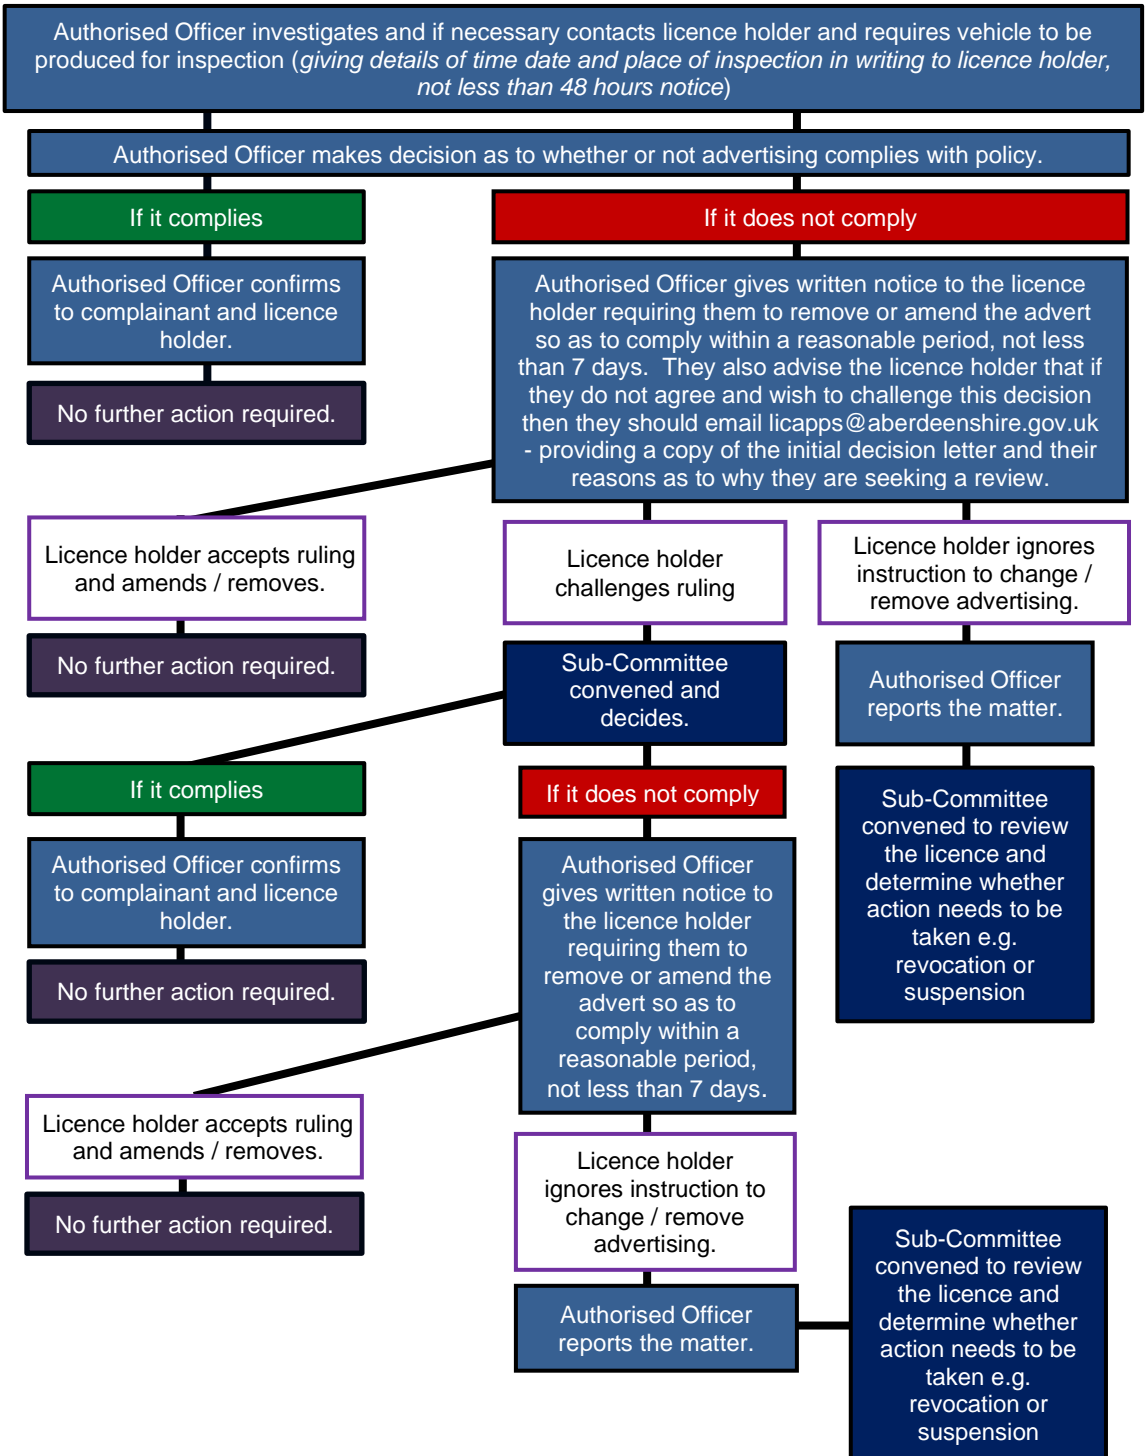 Authorised Officer investigates and if necessary contacts licence holder and requires vehicle to be
produced for inspection (giving details of time date and place of inspection in writing to licence holder,
not less than 48 hours notice)
Authorised Officer makes decision as to whether or not advertising complies with policy.
If it complies
If it does not comply
Authorised Officer confirms
to complainant and licence
holder.
No further action required.
Authorised Officer gives written notice to the licence
holder requiring them to remove or amend the advert
so as to comply within a reasonable period, not less
than 7 days. They also advise the licence holder that if
they do not agree and wish to challenge this decision
then they should email licapps@aberdeenshire.gov.uk
- providing a copy of the initial decision letter and their
reasons as to why they are seeking a review.
Licence holder accepts ruling
and amends / removes.
No further action required.
Licence holder
challenges ruling
Licence holder ignores
instruction to change /
remove advertising.
Sub-Committee
convened and
decides.
Authorised Officer
reports the matter.
If it complies
If it does not comply
Sub-Committee
convened to review
the licence and
determine whether
action needs to be
taken e.g.
revocation or
suspension
Authorised Officer confirms
to complainant and licence
holder.
No further action required.
Authorised Officer
gives written notice to
the licence holder
requiring them to
remove or amend the
advert so as to
comply within a
reasonable period,
not less than 7 days.
Licence holder accepts ruling
and amends / removes.
No further action required.
Licence holder
ignores instruction to
change / remove
advertising.
Authorised Officer
reports the matter.
Sub-Committee
convened to review
the licence and
determine whether
action needs to be
taken e.g.
revocation or
suspension